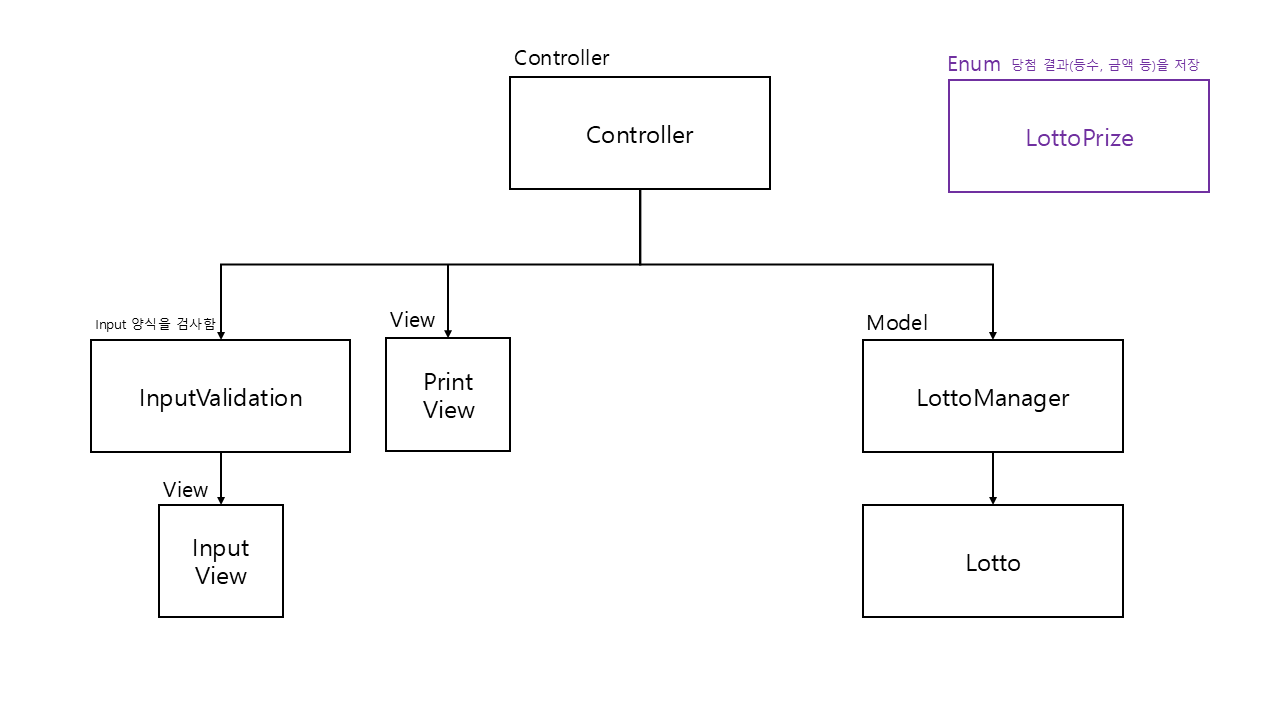 Controller
Controller
Enum 당첨 결과(등수, 금액 등)을 저장
LottoPrize
Input 양식을 검사함
InputValidation
View
Print
View
Model
LottoManager
View
Input
View
Lotto